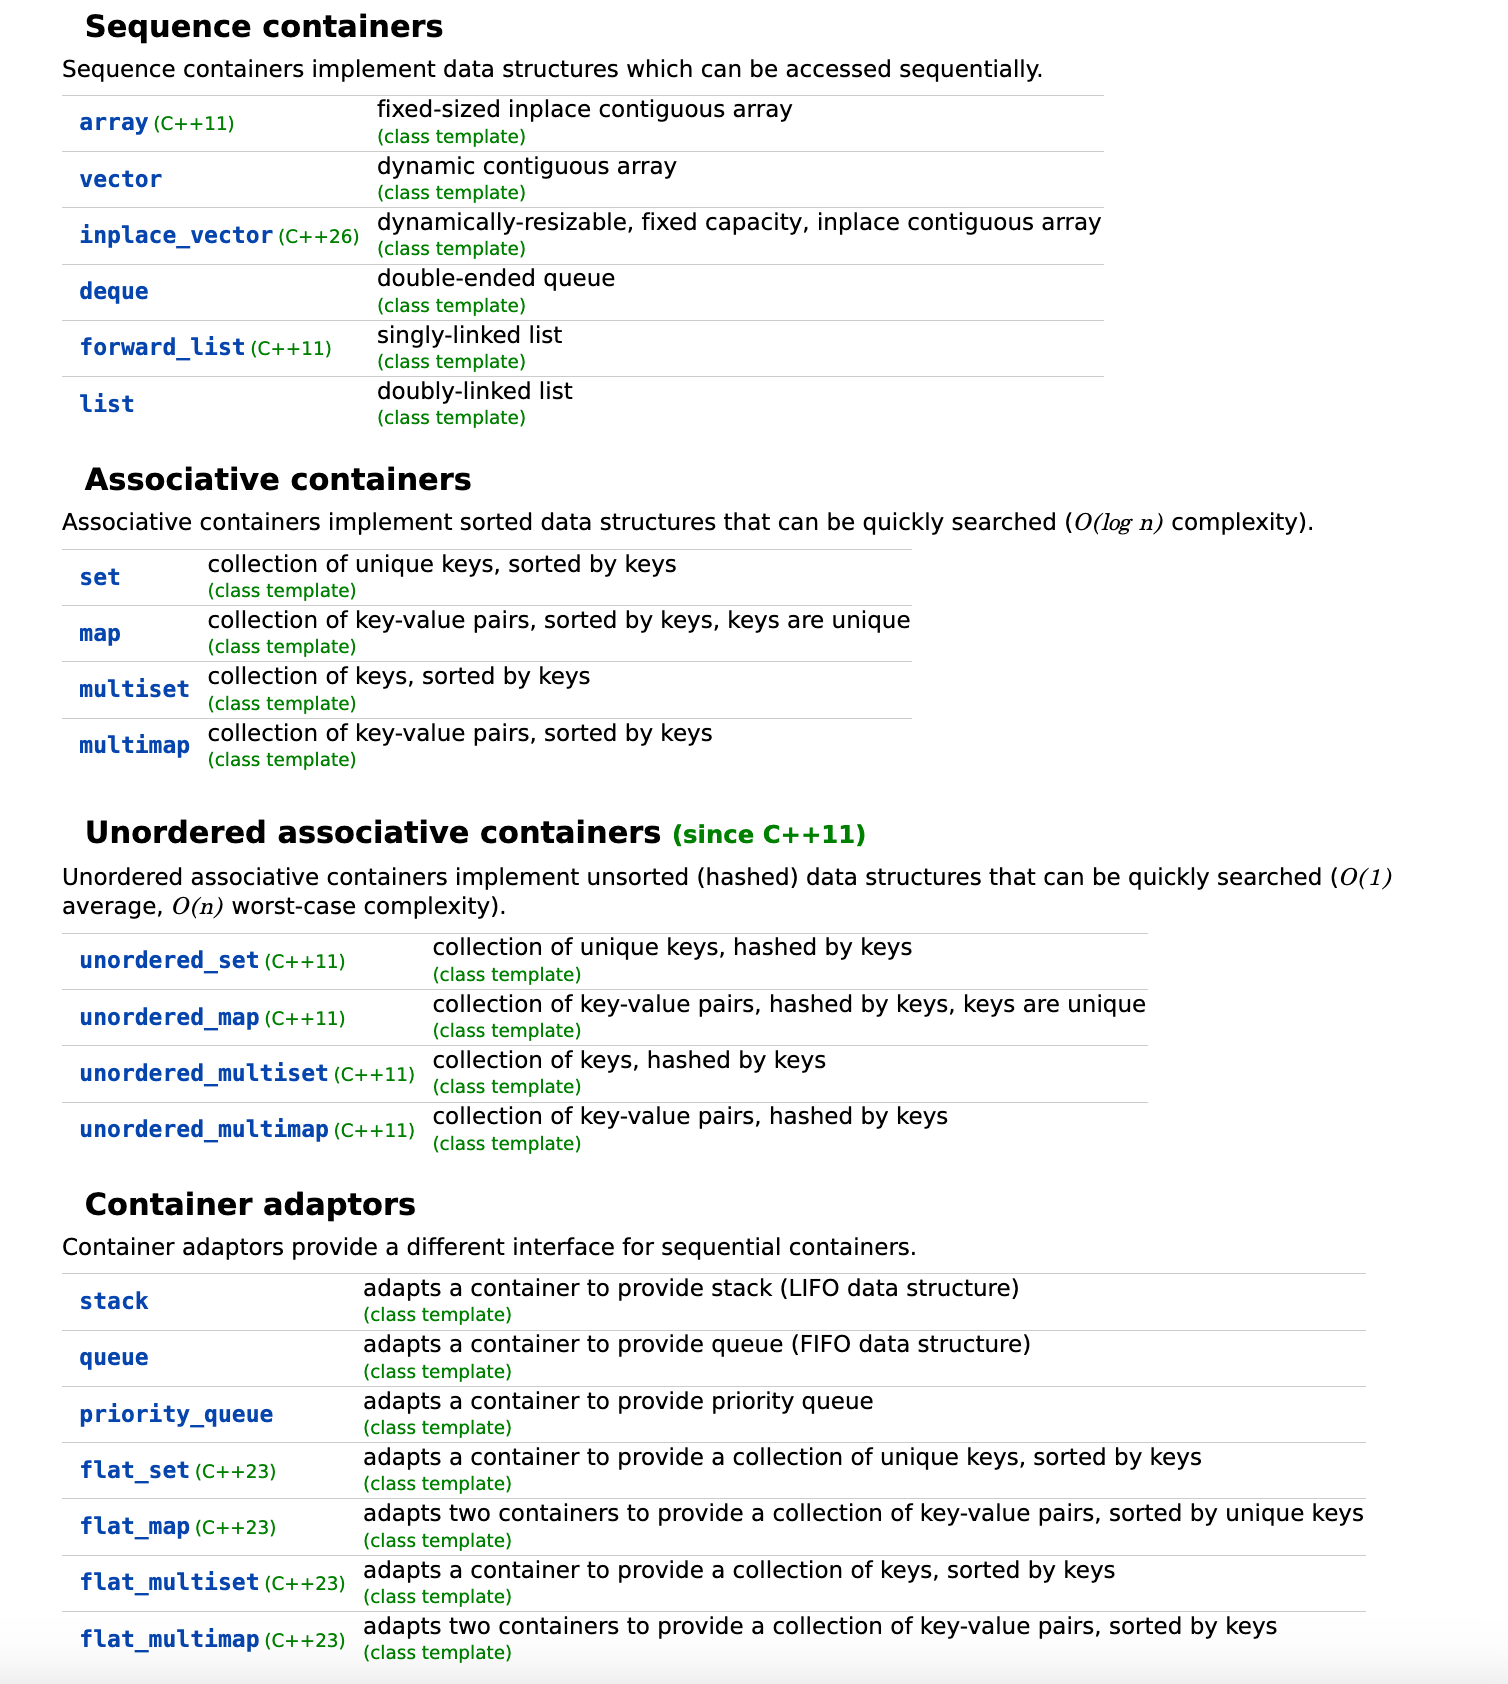 Sequence containers
Sequence containers implement data structures which can be accessed sequentially.
array (C++11)
fixed-sized inplace contiguous array
(class template)
vector
dynamic contiguous array
(class template)
inplace_vector (C++26)
dynamically-resizable, fixed capacity, inplace contiguous array
(class template)
deque
double-ended queue
(class template)
forward_list (C++11)
singly-linked list
(class template)
list
doubly-linked list
(class template)
Associative containers
Associative containers implement sorted data structures that can be quickly searched (O(log n) complexity).
set
collection of unique keys, sorted by keys
(class template)
map
collection of key-value pairs, sorted by keys, keys are unique
(class template)
multiset
collection of keys, sorted by keys
(class template)
multimap
collection of key-value pairs, sorted by keys
(class template)
Unordered associative containers (since C++11)
Unordered associative containers implement unsorted (hashed) data structures that can be quickly searched (O(1)
average, O(n) worst-case complexity).
unordered_set (C++11)
collection of unique keys, hashed by keys
(class template)
unordered_map (C++11)
collection of key-value pairs, hashed by keys, keys are unique
(class template)
unordered_multiset (C++11)
collection of keys, hashed by keys
(class template)
unordered_multimap (C++11)
collection of key-value pairs, hashed by keys
(class template)
Container adaptors
Container adaptors provide a different interface for sequential containers.
stack
adapts a container to provide stack (LIFO data structure)
(class template)
queue
adapts a container to provide queue (FIFO data structure)
(class template)
priority_queue
adapts a container to provide priority queue
(class template)
flat_set (C++23)
adapts a container to provide a collection of unique keys, sorted by keys
(class template)
flat_map (C++23)
adapts two containers to provide a collection of key-value pairs, sorted by unique keys
(class template)
flat_multiset (C++23)
adapts a container to provide a collection of keys, sorted by keys
(class template)
flat_multimap (C++23)
adapts two containers to provide a collection of key-value pairs, sorted by keys
(class template)